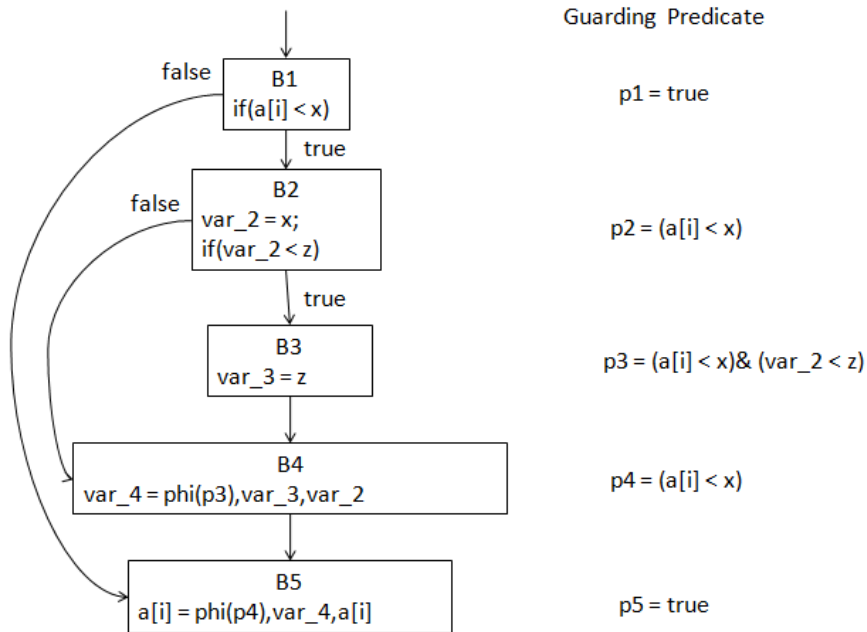 Guarding Predicate
false
B1
if(a[i] < x)
p1 = true
true
B2
false
var_2 = x;
if(var_2 < z)
p2 = (a[i] < x)
true
B3
var_3 = z
p3 = (a[i] < x)& (var_2 < z)
B4
var_4 = phi(p3),var_3,var_2
p4 = (a[i] < x)
B5
a[i] = phi(p4),var_4,a[i]
p5 = true